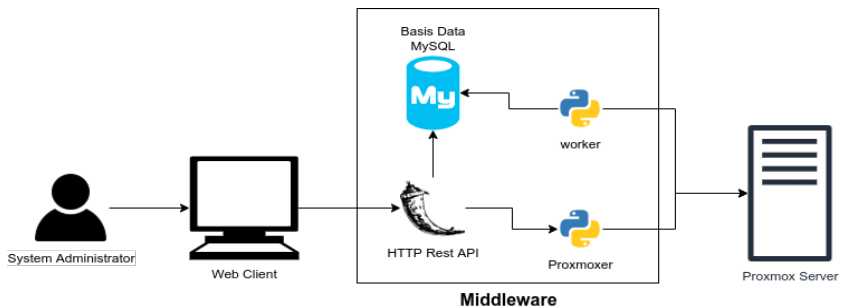 Basis Data
MySQL
My
worker
System Administrator
Web Client
HTTP Rest API
Proxmoxer
Proxmox Server
Middleware